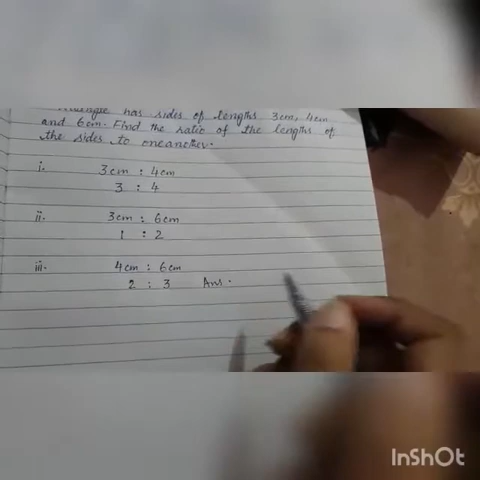 triangle has sides of lengths 3cm, 4cm
and 6cm. Find the ratio of the lengths of
the sides to oneanother.
i. 3cm : 4cm
3 : 4
ii. 3cm : 6cm
1 : 2
iii. 4cm : 6cm
2 : 3 Ans.
InShOt